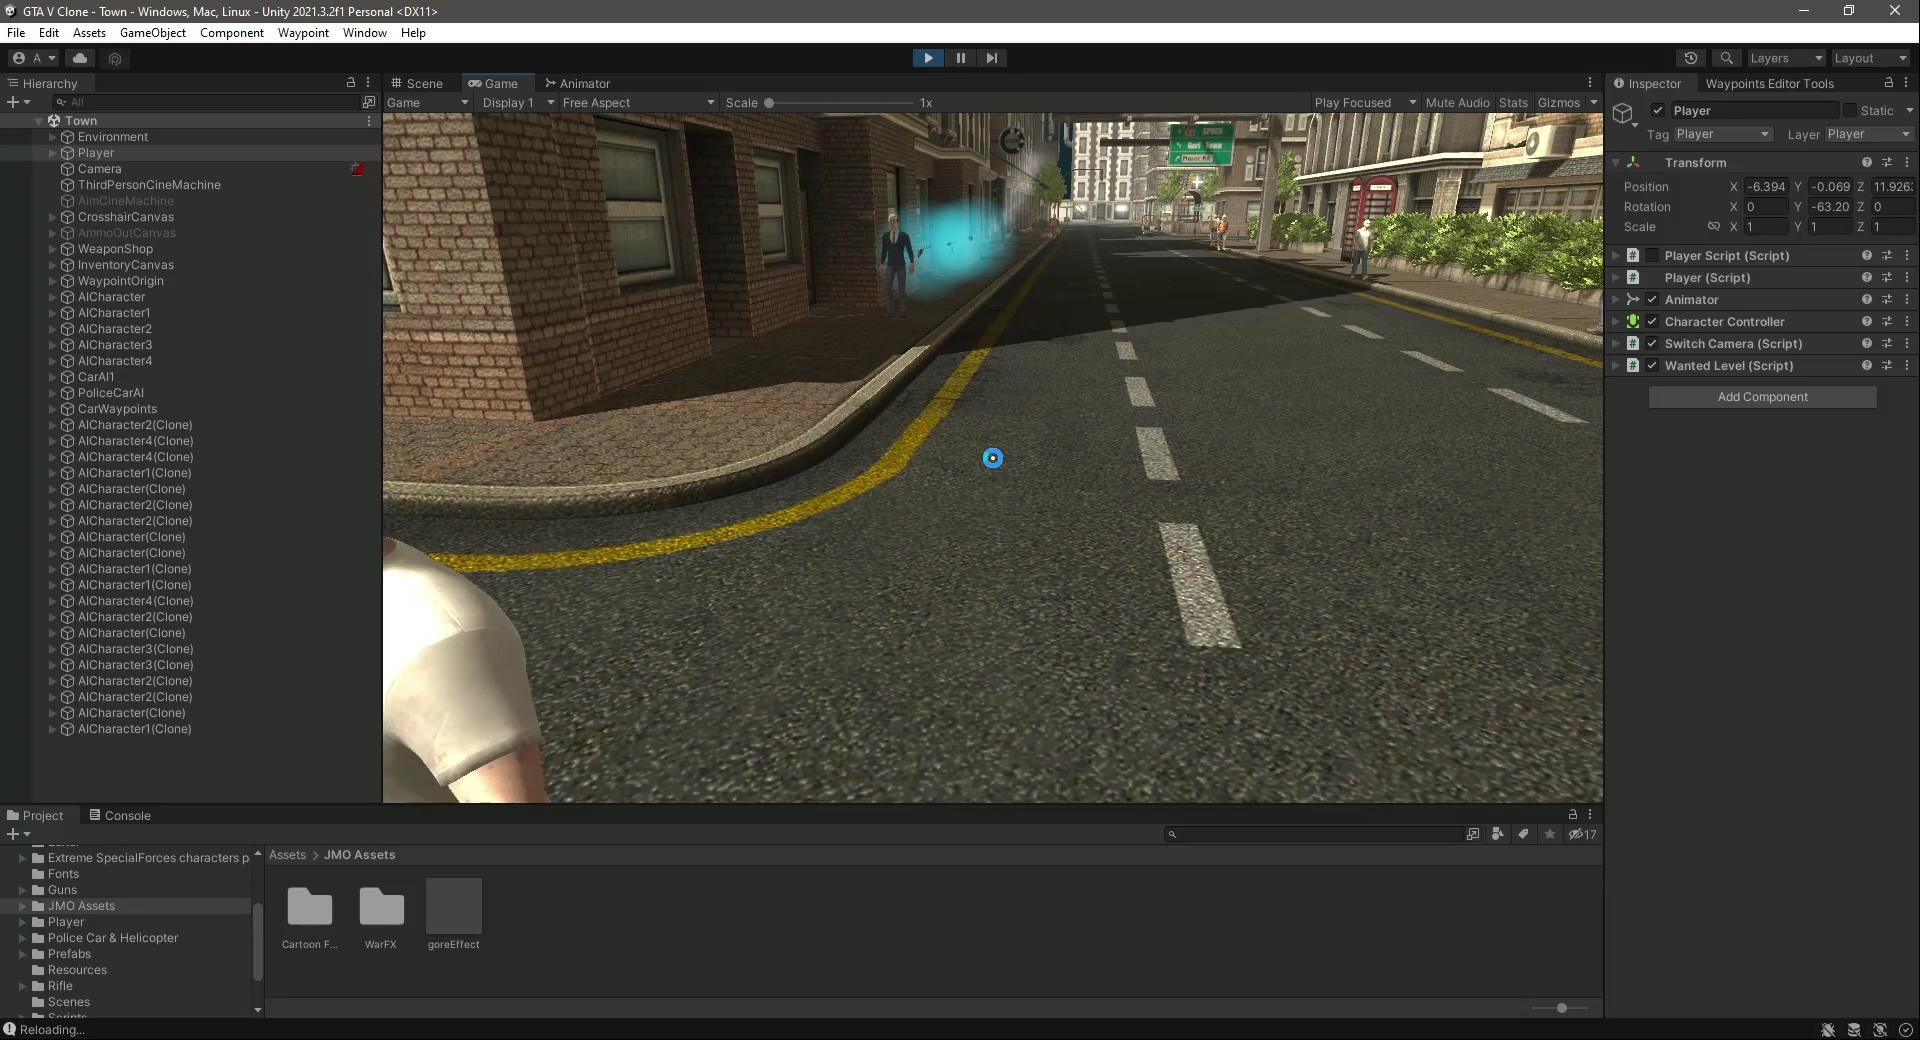 GTA V Clone - Town - Windows, Mac, Linux - Unity 2021.3.2f1 Personal <DX11>
File Edit Assets GameObject Component Waypoint Window Help
A
Layers Layout
Hierarchy
All
Town
Environment
Player
Camera
ThirdPersonCineMachine
AimCineMachine
CrosshairCanvas
AmmoOutCanvas
WeaponShop
InventoryCanvas
WaypointOrigin
AICharacter
AICharacter1
AICharacter2
AICharacter3
AICharacter4
CarAI1
PoliceCarAI
CarWaypoints
AICharacter2(Clone)
AICharacter4(Clone)
AICharacter4(Clone)
AICharacter1(Clone)
AICharacter(Clone)
AICharacter2(Clone)
AICharacter2(Clone)
AICharacter(Clone)
AICharacter(Clone)
AICharacter1(Clone)
AICharacter1(Clone)
AICharacter4(Clone)
AICharacter2(Clone)
AICharacter(Clone)
AICharacter3(Clone)
AICharacter3(Clone)
AICharacter2(Clone)
AICharacter2(Clone)
AICharacter(Clone)
AICharacter1(Clone)
Scene Game Animator
Game Display 1 Free Aspect Scale 1x Play Focused Mute Audio Stats Gizmos
Inspector Waypoints Editor Tools
Player Static
Tag Player Layer Player
Transform
Position X -6.394 Y -0.069 Z 11.926
Rotation X 0 Y -63.20 Z 0
Scale X 1 Y 1 Z 1
Player Script (Script)
Player (Script)
Animator
Character Controller
Switch Camera (Script)
Wanted Level (Script)
Add Component
Project Console
17
Extreme SpecialForces characters p
Fonts
Guns
JMO Assets
Player
Police Car & Helicopter
Prefabs
Resources
Rifle
Scenes
Scripts
Assets > JMO Assets
Cartoon F... WarFX goreEffect
Reloading...